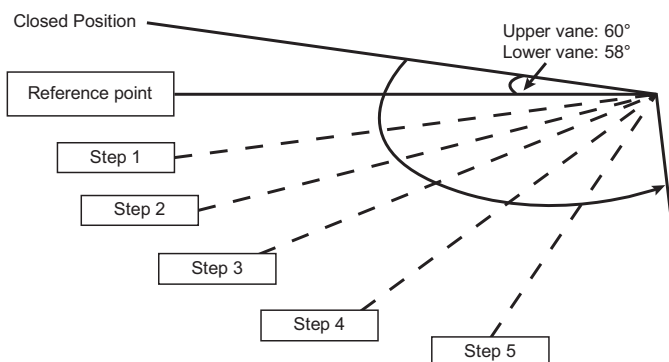 Closed Position
Upper vane: 60°
Lower vane: 58°
Reference point
Step 1
Step 2
Step 3
Step 4
Step 5